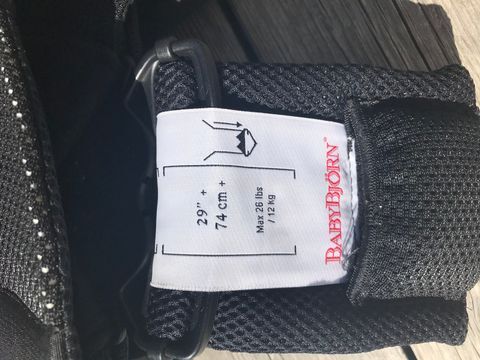 29" +
74 cm +
Max 26 lbs
/ 12 Kg
BABYBJÖRN